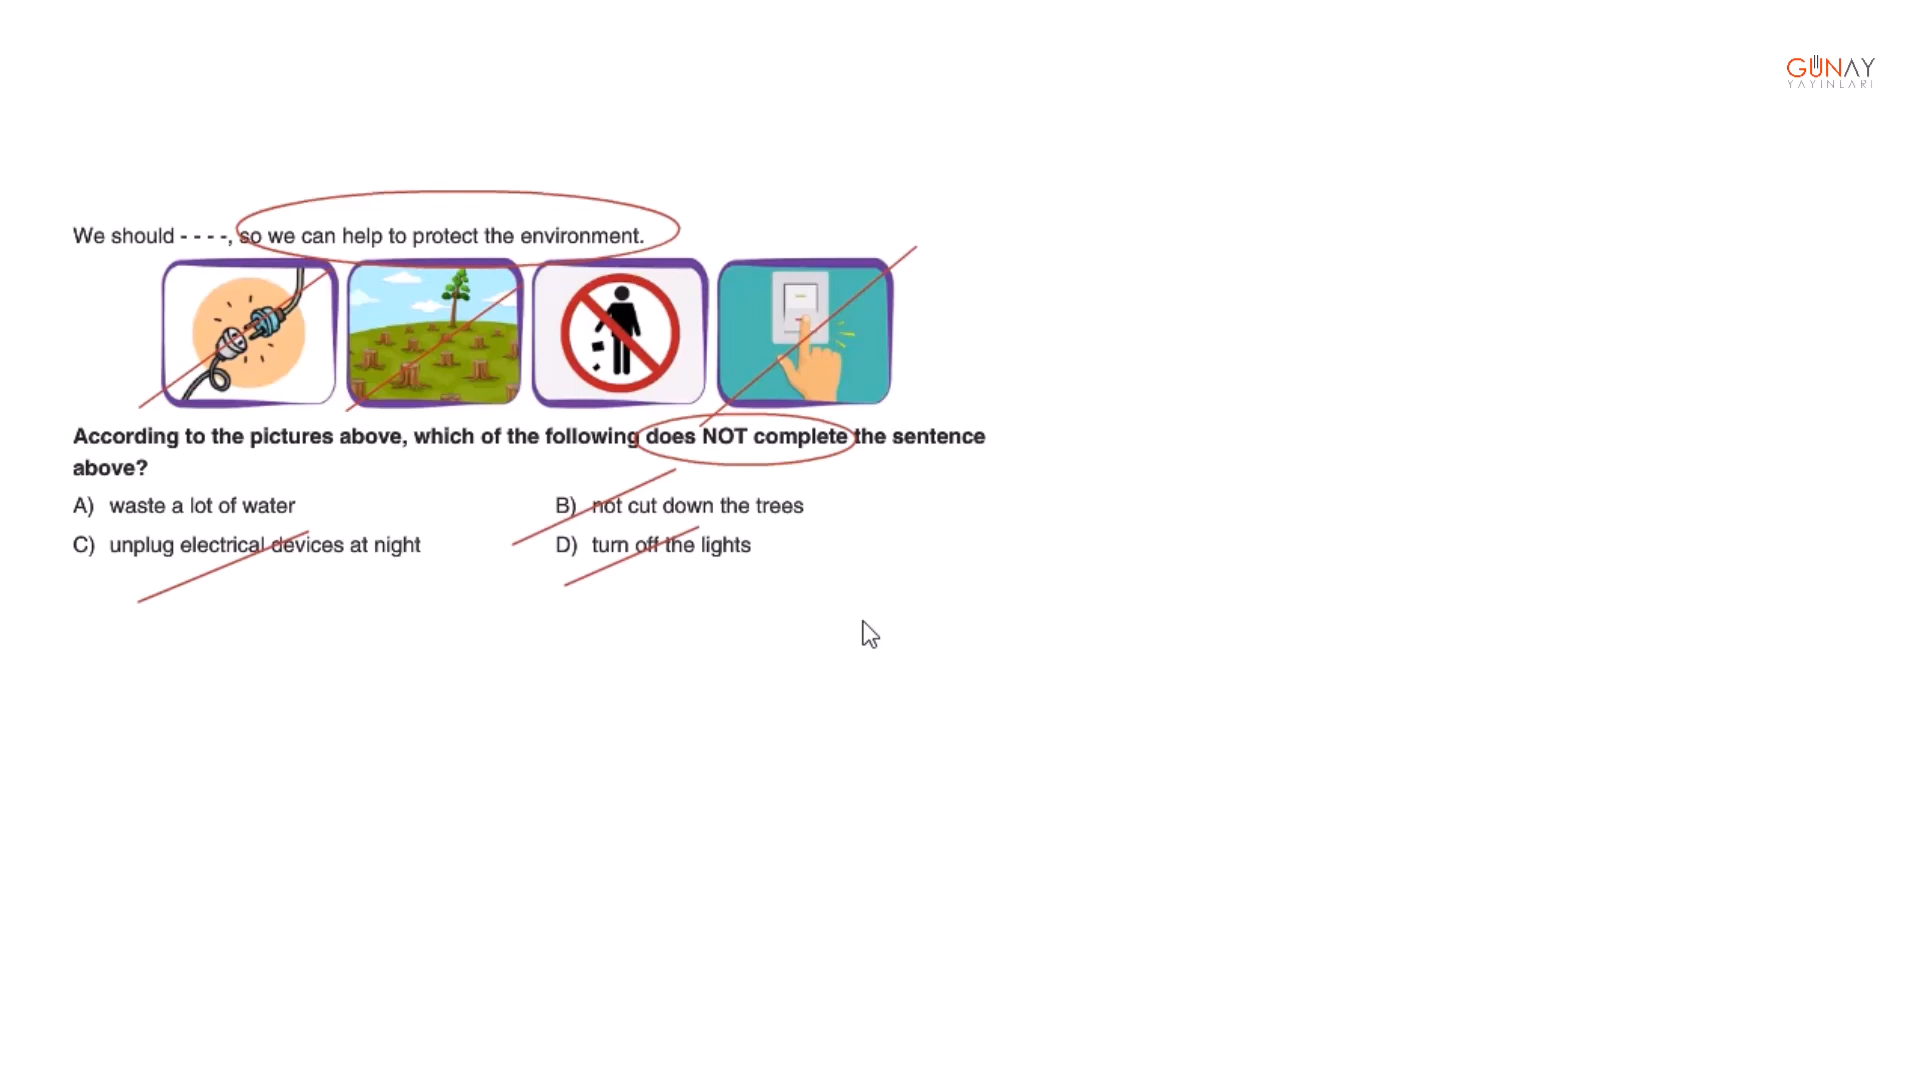 GÜNAY
YAYINLARI
We should - - - -, so we can help to protect the environment.
According to the pictures above, which of the following does NOT complete the sentence
above?
A) waste a lot of water
B) not cut down the trees
C) unplug electrical devices at night
D) turn off the lights